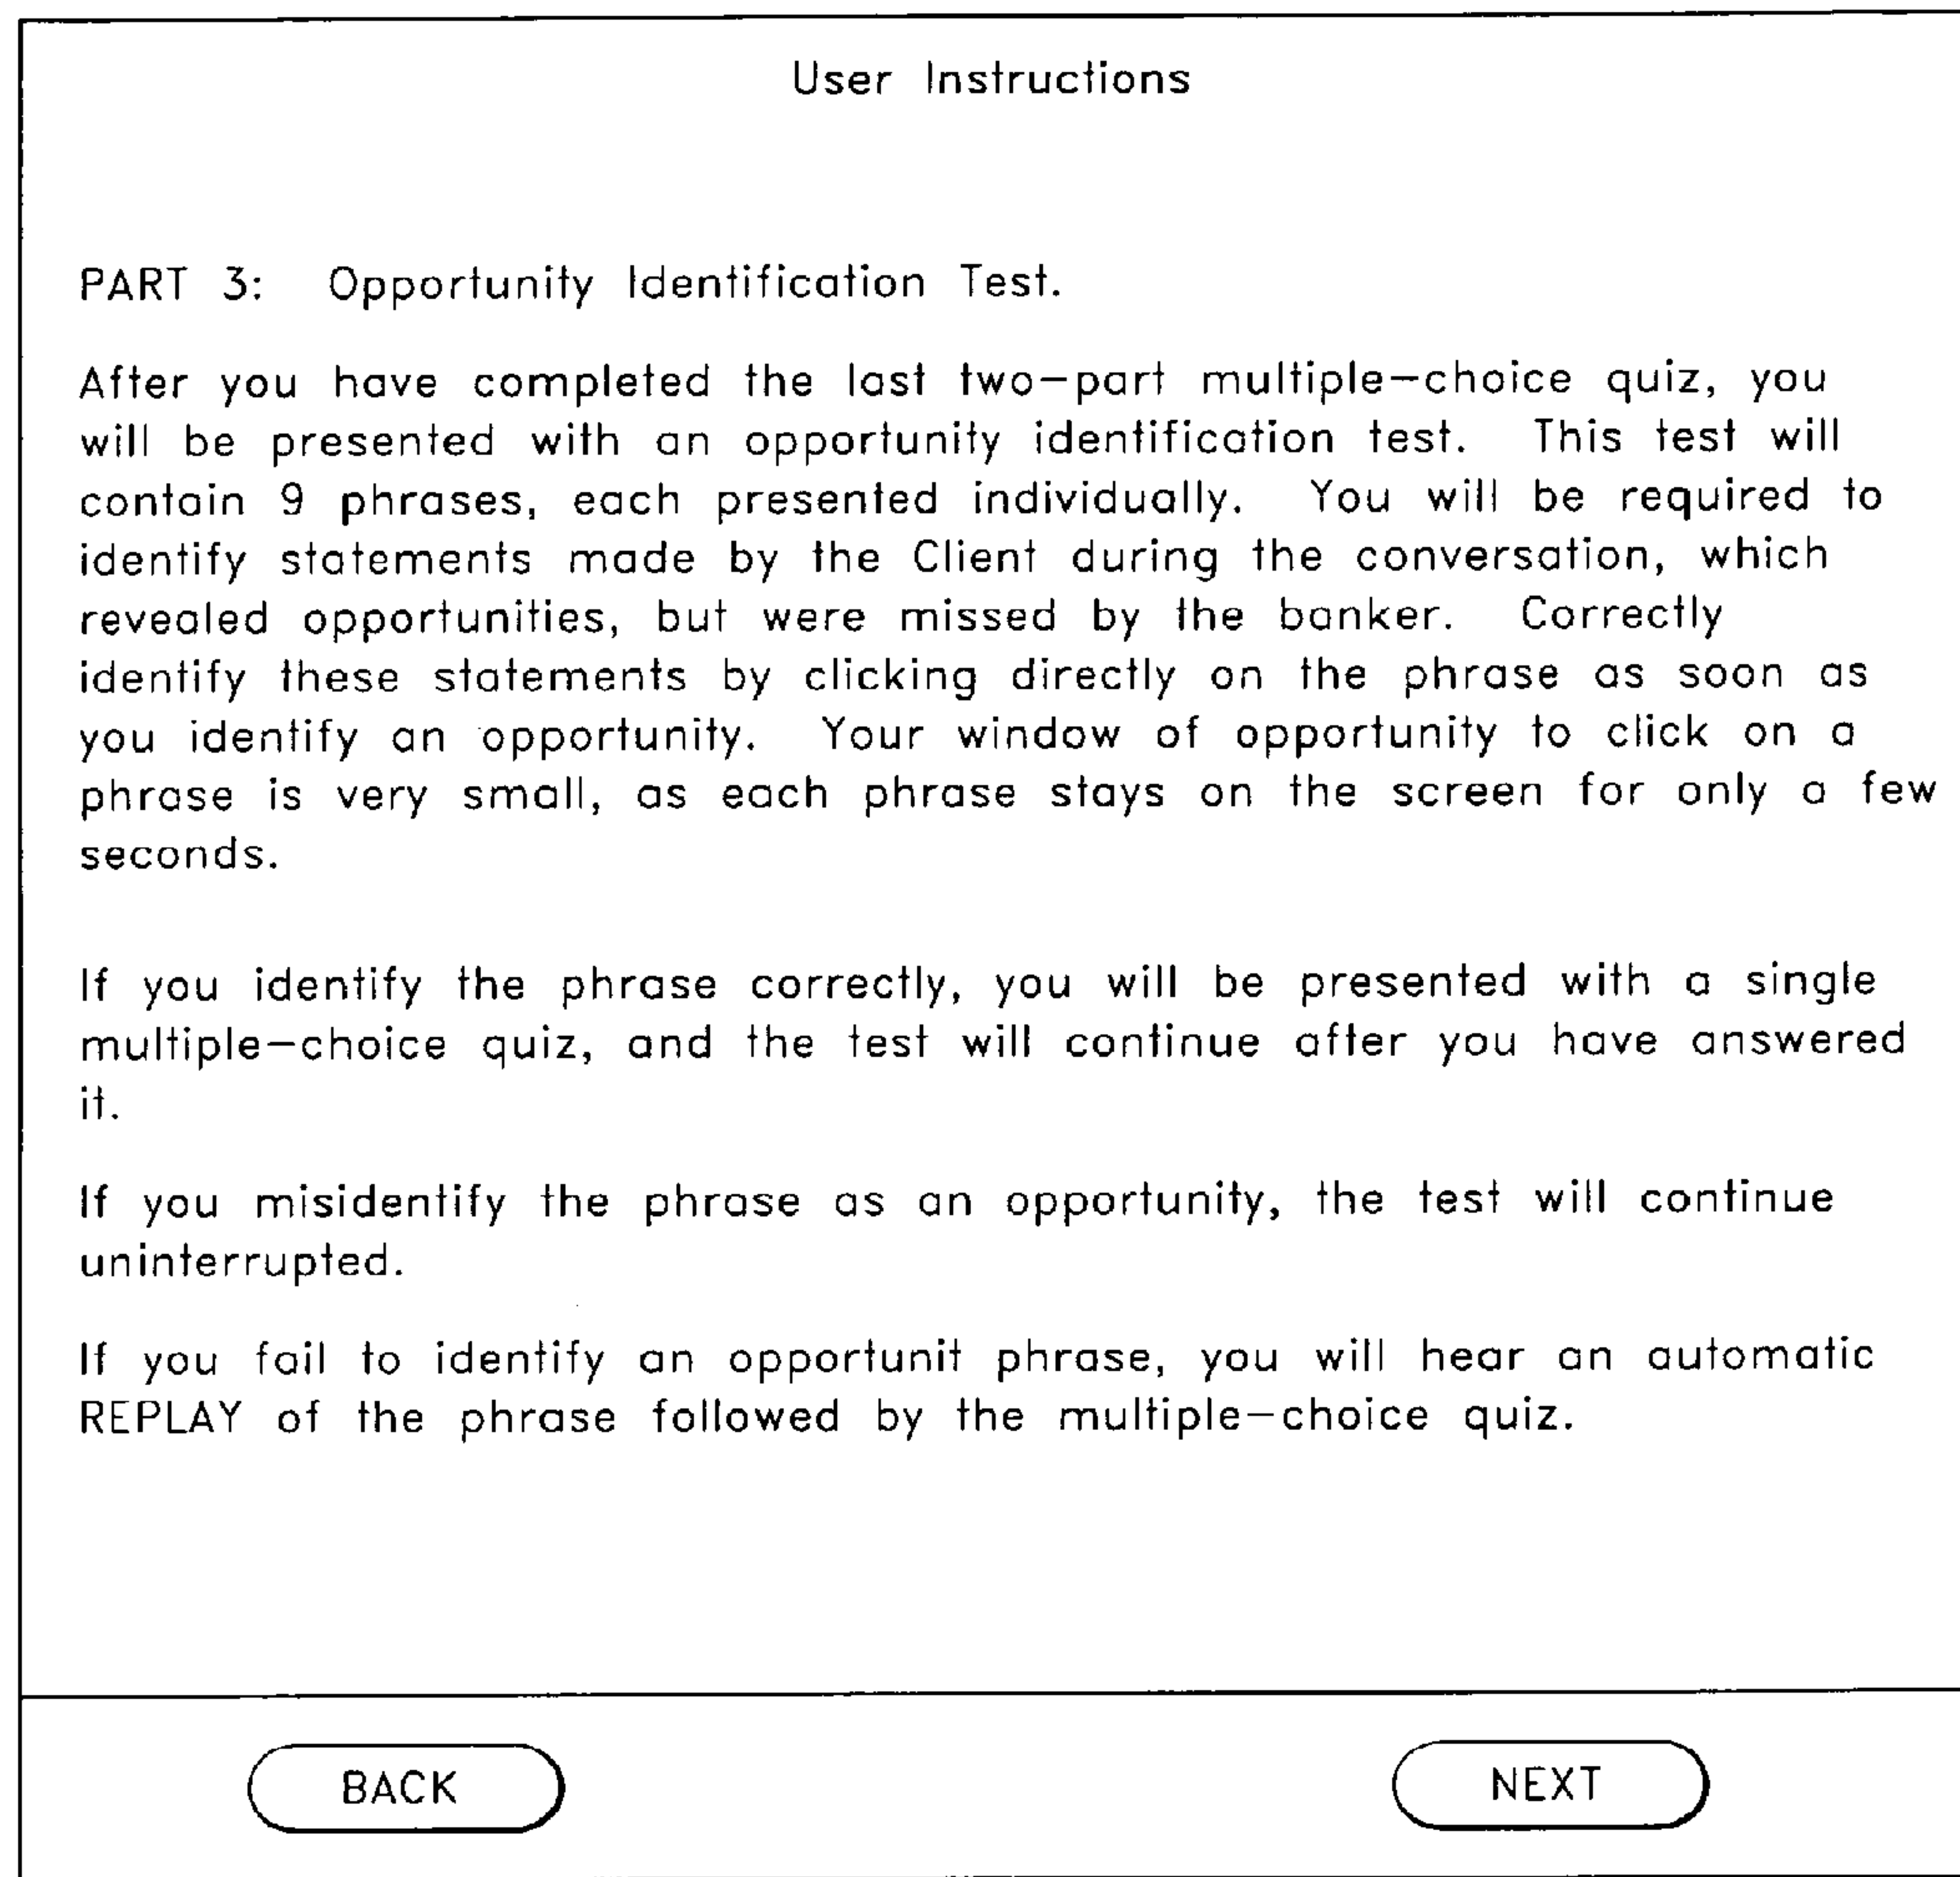 User Instructions
PART 3: Opportunity Identification Test.
After you have completed the last two-part multiple-choice quiz, you
will be presented with an opportunity identification test. This test will
contain 9 phrases, each presented individually. You will be required to
identify statements made by the Client during the conversation, which
revealed opportunities, but were missed by the banker. Correctly
identify these statements by clicking directly on the phrase as soon as
you identify an opportunity. Your window of opportunity to click on a
phrase is very small, as each phrase stays on the screen for only a few
seconds.
If you identify the phrase correctly, you will be presented with a single
multiple-choice quiz, and the test will continue after you have answered
it.
If you misidentify the phrase as an opportunity, the test will continue
uninterrupted.
If you fail to identify an opportunit phrase, you will hear an automatic
REPLAY of the phrase followed by the multiple-choice quiz.
BACK
NEXT